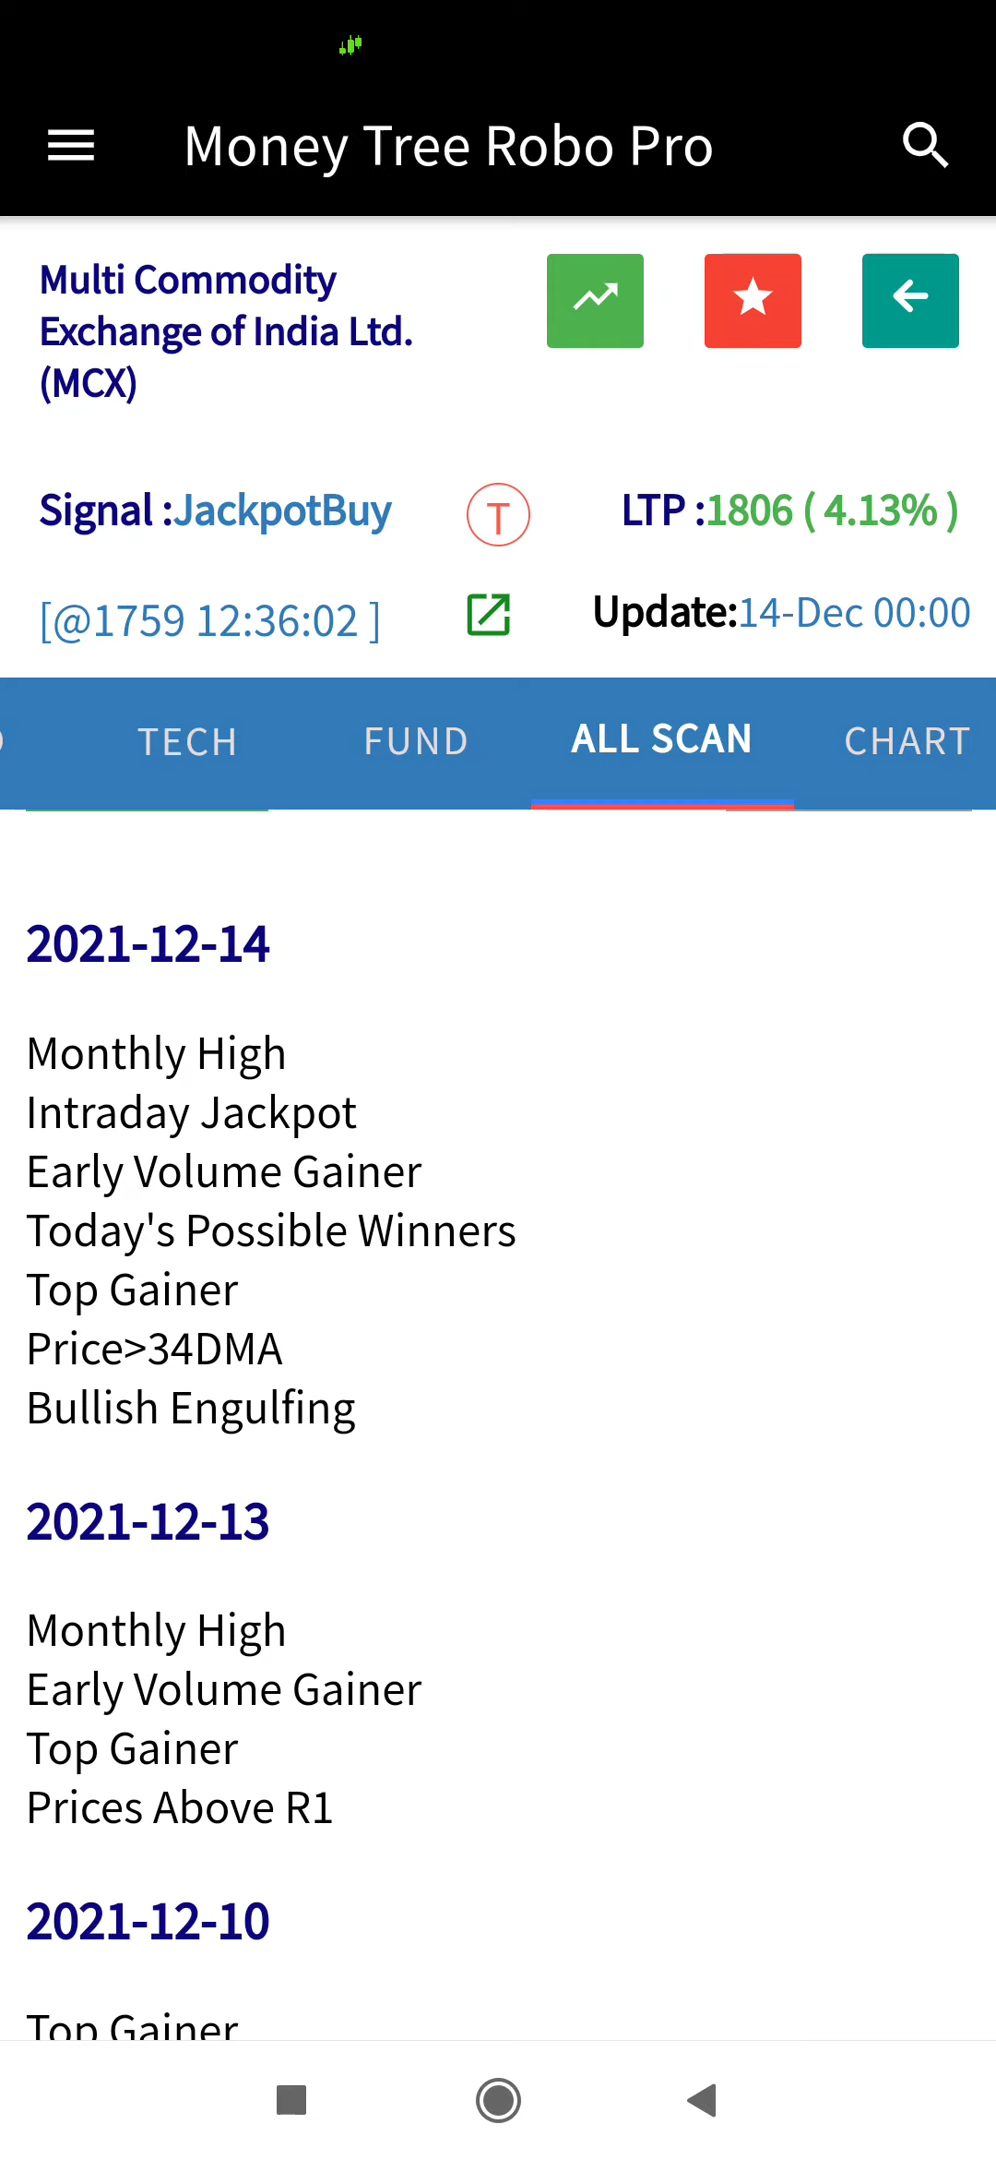 Money Tree Robo Pro
Multi Commodity
Exchange of India Ltd.
(MCX)
Signal :JackpotBuy
T
LTP :1806 ( 4.13% )
[@1759 12:36:02 ]
Update:14-Dec 00:00
TECH
FUND
ALL SCAN
CHART
2021-12-14
Monthly High
Intraday Jackpot
Early Volume Gainer
Today's Possible Winners
Top Gainer
Price>34DMA
Bullish Engulfing
2021-12-13
Monthly High
Early Volume Gainer
Top Gainer
Prices Above R1
2021-12-10
Top Gainer